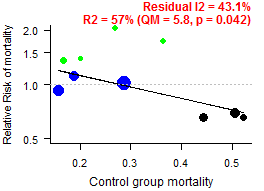 Residual I2 = 43.1%
R2 = 57% (QM = 5.8, p = 0.042)
Relative Risk of mortality
2.0
1.5
1.0
0.5
0.2
0.3
0.4
0.5
Control group mortality